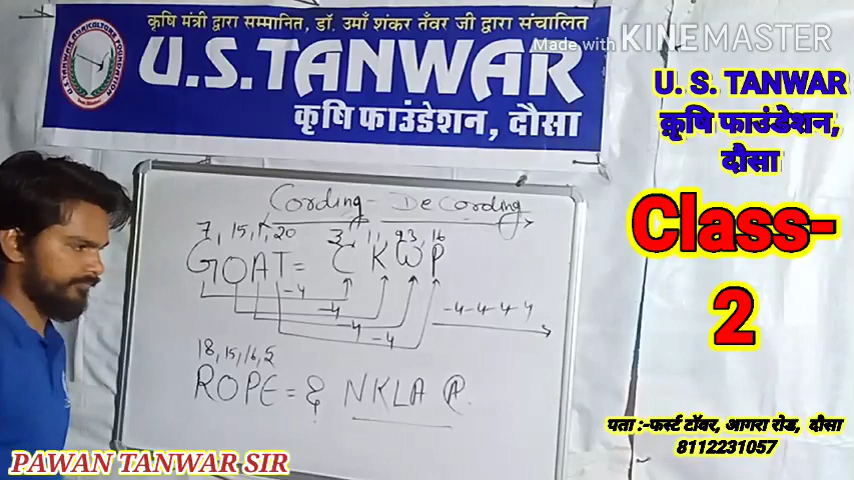 कृषि मंत्री द्वारा सम्मानित, डॉ. उमाँ शंकर तँवर जी द्वारा संचालित
Made with KINEMASTER
U.S.TANWAR
कृषि फाउंडेशन, दौसा
U. S. TANWAR
कृषि फाउंडेशन,
दौसा
Class-
2
Cording - DeCording
7, 15, 1, 20 3, 11, 23, 16
GOAT = CKWP
-4
-4
-4
-4
-4-4-4-4
18, 15, 16, 5
ROPE = & NKLA
PAWAN TANWAR SIR
पता :-फर्स्ट टॉवर, आगरा रोड, दौसा
8112231057